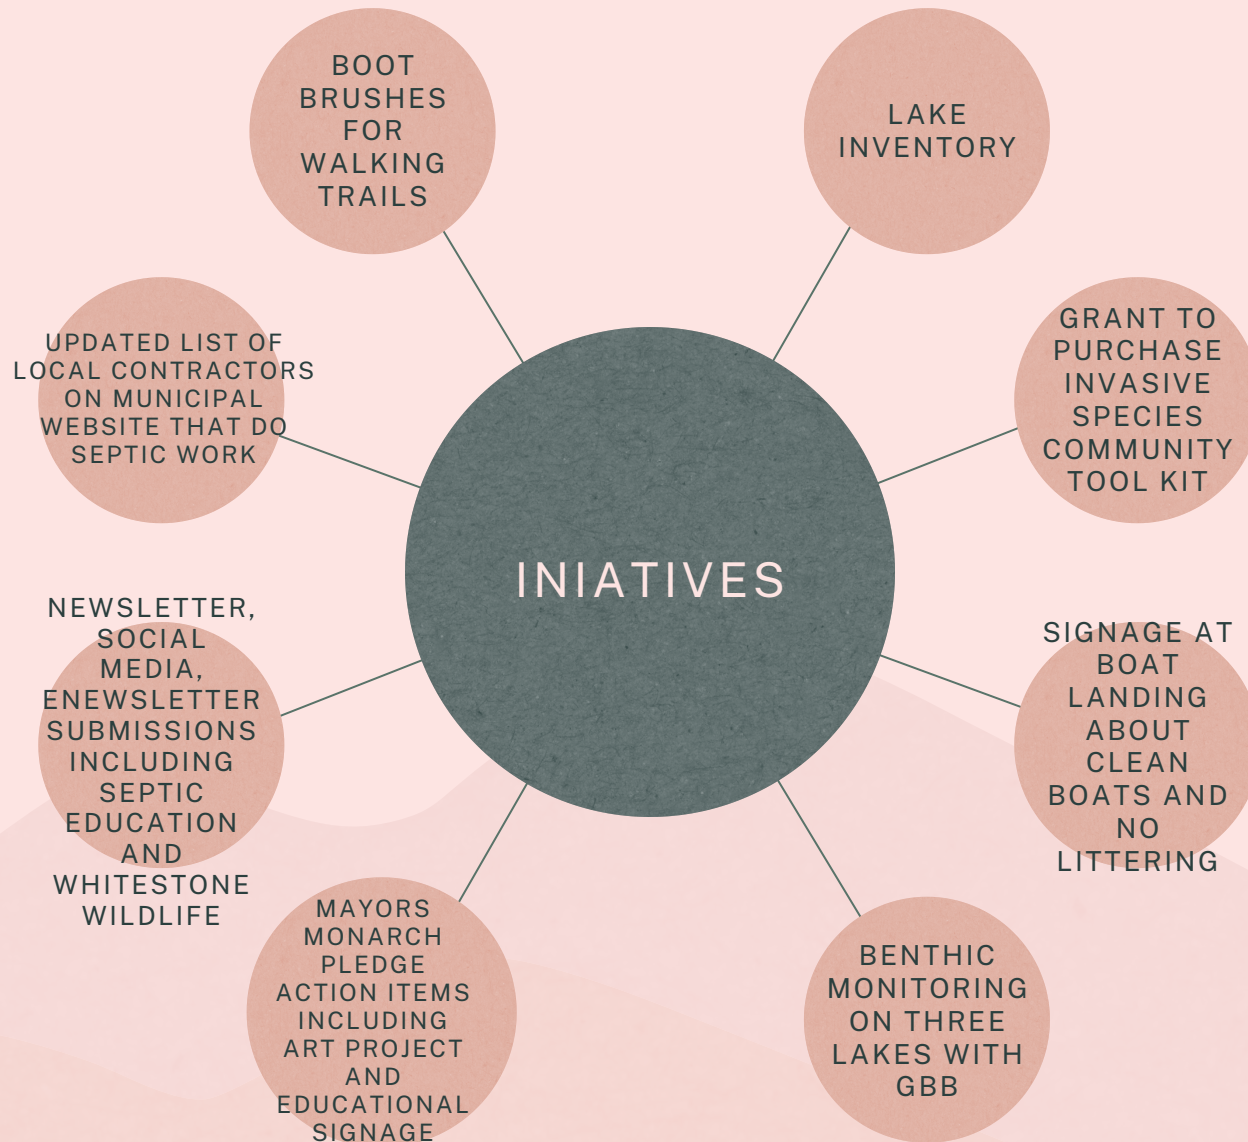 BOOT
BRUSHES
FOR
WALKING
TRAILS
LAKE
INVENTORY
UPDATED LIST OF
LOCAL CONTRACTORS
ON MUNICIPAL
WEBSITE THAT DO
SEPTIC WORK
GRANT TO
PURCHASE
INVASIVE
SPECIES
COMMUNITY
TOOL KIT
INIATIVES
NEWSLETTER,
SOCIAL
MEDIA,
ENEWSLETTER
SUBMISSIONS
INCLUDING
SEPTIC
EDUCATION
AND
WHITESTONE
WILDLIFE
SIGNAGE AT
BOAT
LANDING
ABOUT
CLEAN
BOATS AND
NO
LITTERING
MAYORS
MONARCH
PLEDGE
ACTION ITEMS
INCLUDING
ART PROJECT
AND
EDUCATIONAL
SIGNAGE
BENTHIC
MONITORING
ON THREE
LAKES WITH
GBB